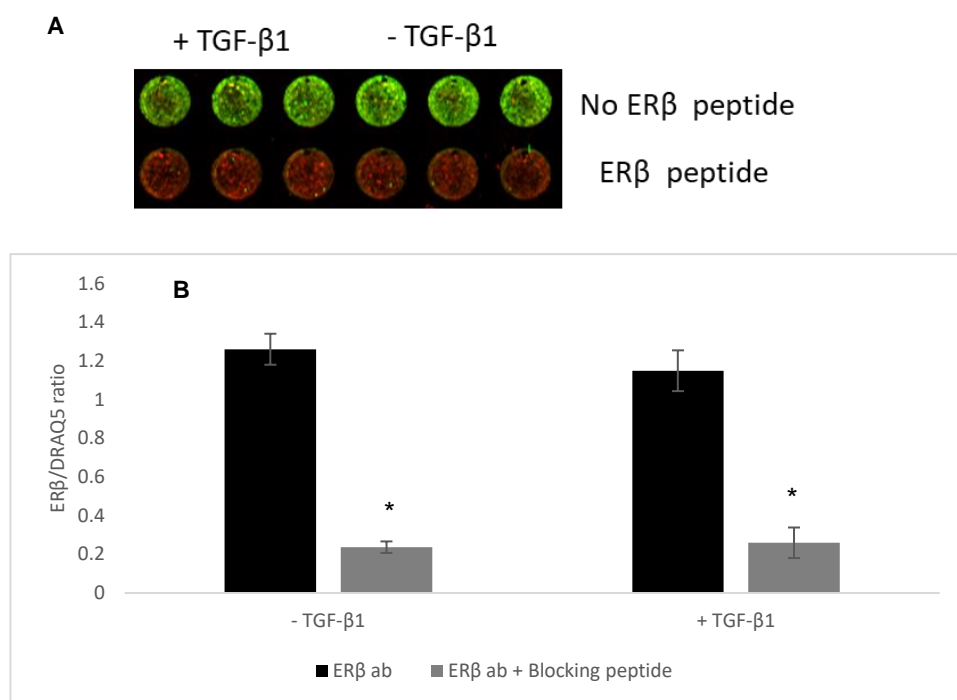 A
+ TGF-β1 - TGF-β1
No ERβ peptide
ERβ peptide
B
ERβ/DRAQ5 ratio
1.6
1.4
1.2
1
0.8
0.6
0.4
0.2
0
* *
- TGF-β1 + TGF-β1
ERβ ab ERβ ab + Blocking peptide